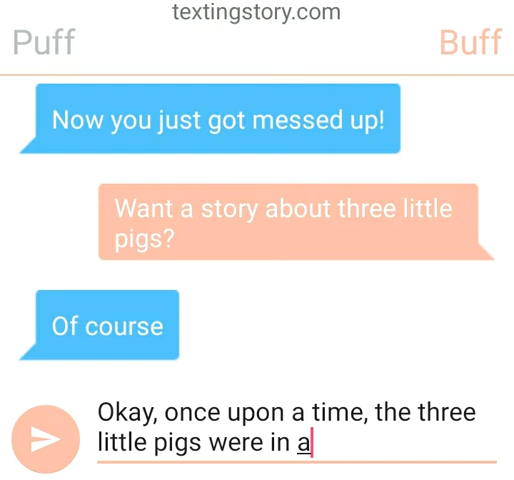 textingstory.com
Puff
Buff
Now you just got messed up!
Want a story about three little
pigs?
Of course
Okay, once upon a time, the three
little pigs were in a